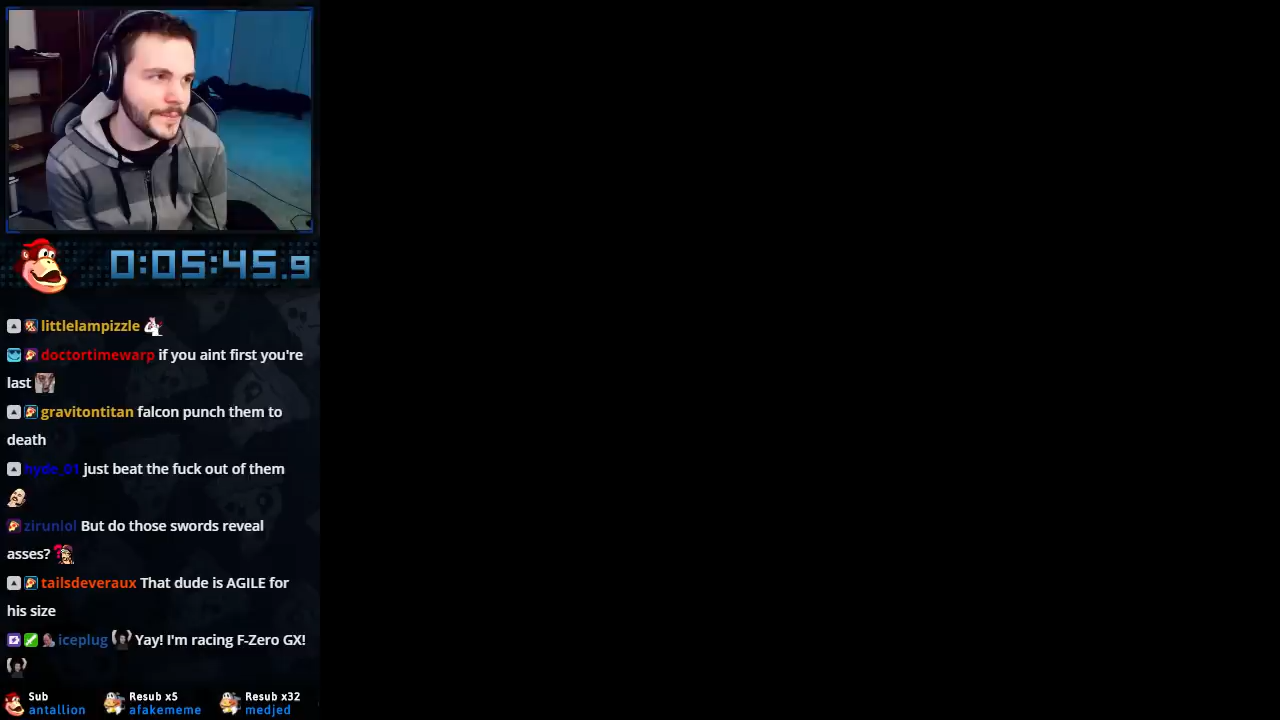 0:05:45.9
littlelampizzle
doctortimewarp if you aint first you're
last
gravitontitan falcon punch them to
death
hyde_01 just beat the fuck out of them
zirunlol But do those swords reveal
asses?
tailsdeveraux That dude is AGILE for
his size
iceplug Yay! I'm racing F-Zero GX!
Sub
antallion
Resub x5
afakememe
Resub x32
medjed